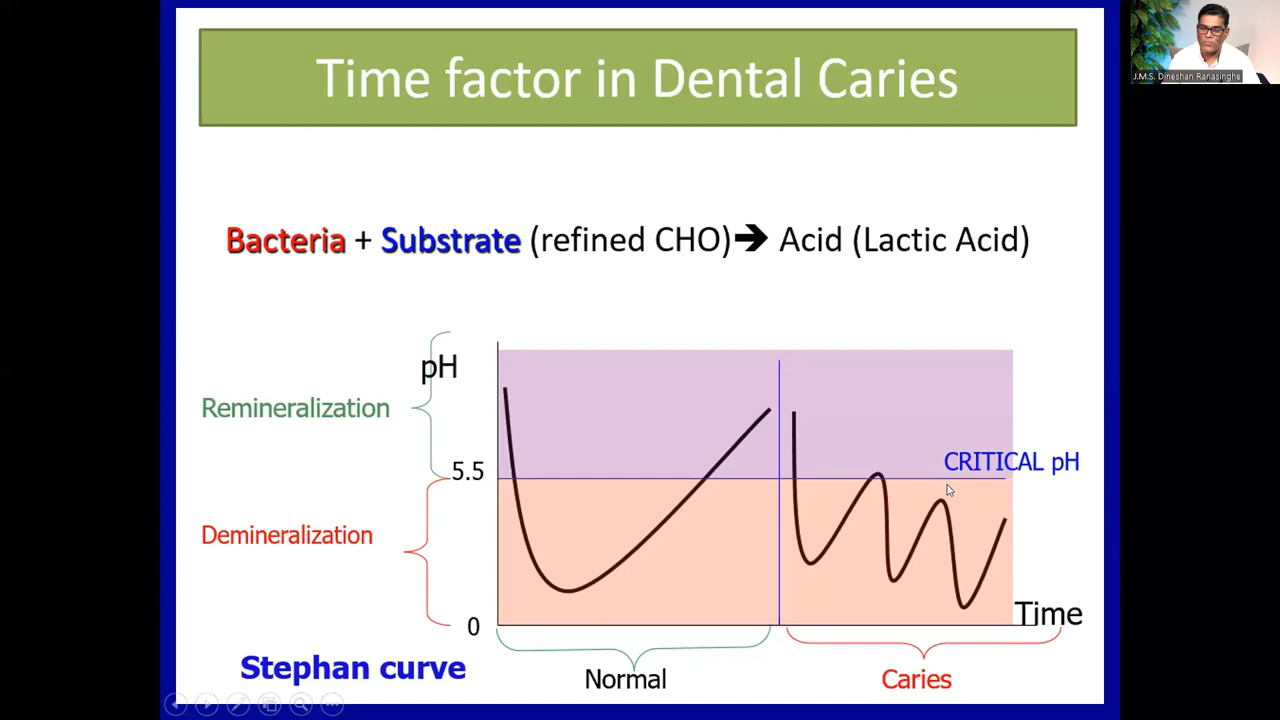 Time factor in Dental Caries
J.M.S. Dineshan Ranasinghe
Bacteria + Substrate (refined CHO)➔ Acid (Lactic Acid)
pH
Remineralization
5.5
CRITICAL pH
Demineralization
0
Time
Stephan curve
Normal
Caries